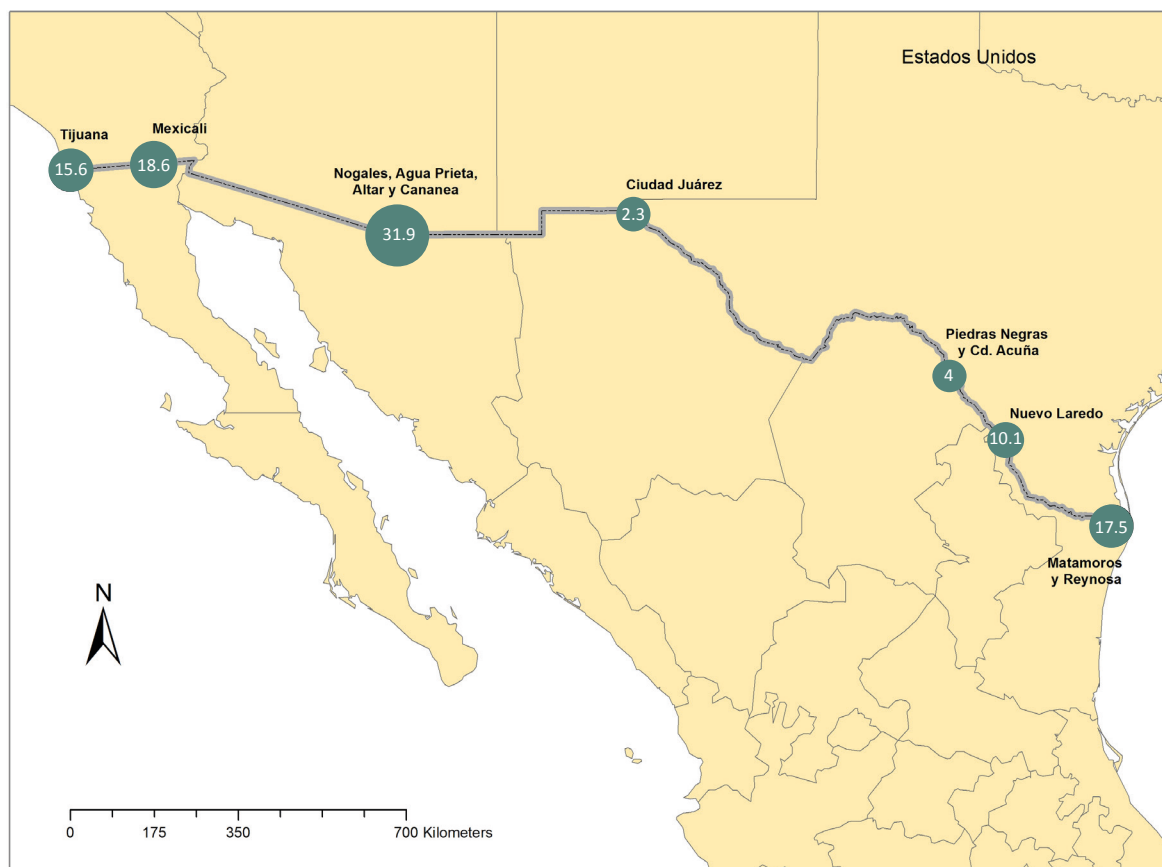 Estados Unidos
Tijuana
15.6
Mexicali
18.6
Nogales, Agua Prieta,
Altar y Cananea
31.9
Ciudad Juárez
2.3
Piedras Negras
y Cd. Acuña
4
Nuevo Laredo
10.1
17.5
Matamoros
y Reynosa
N
0 175 350 700 Kilometers